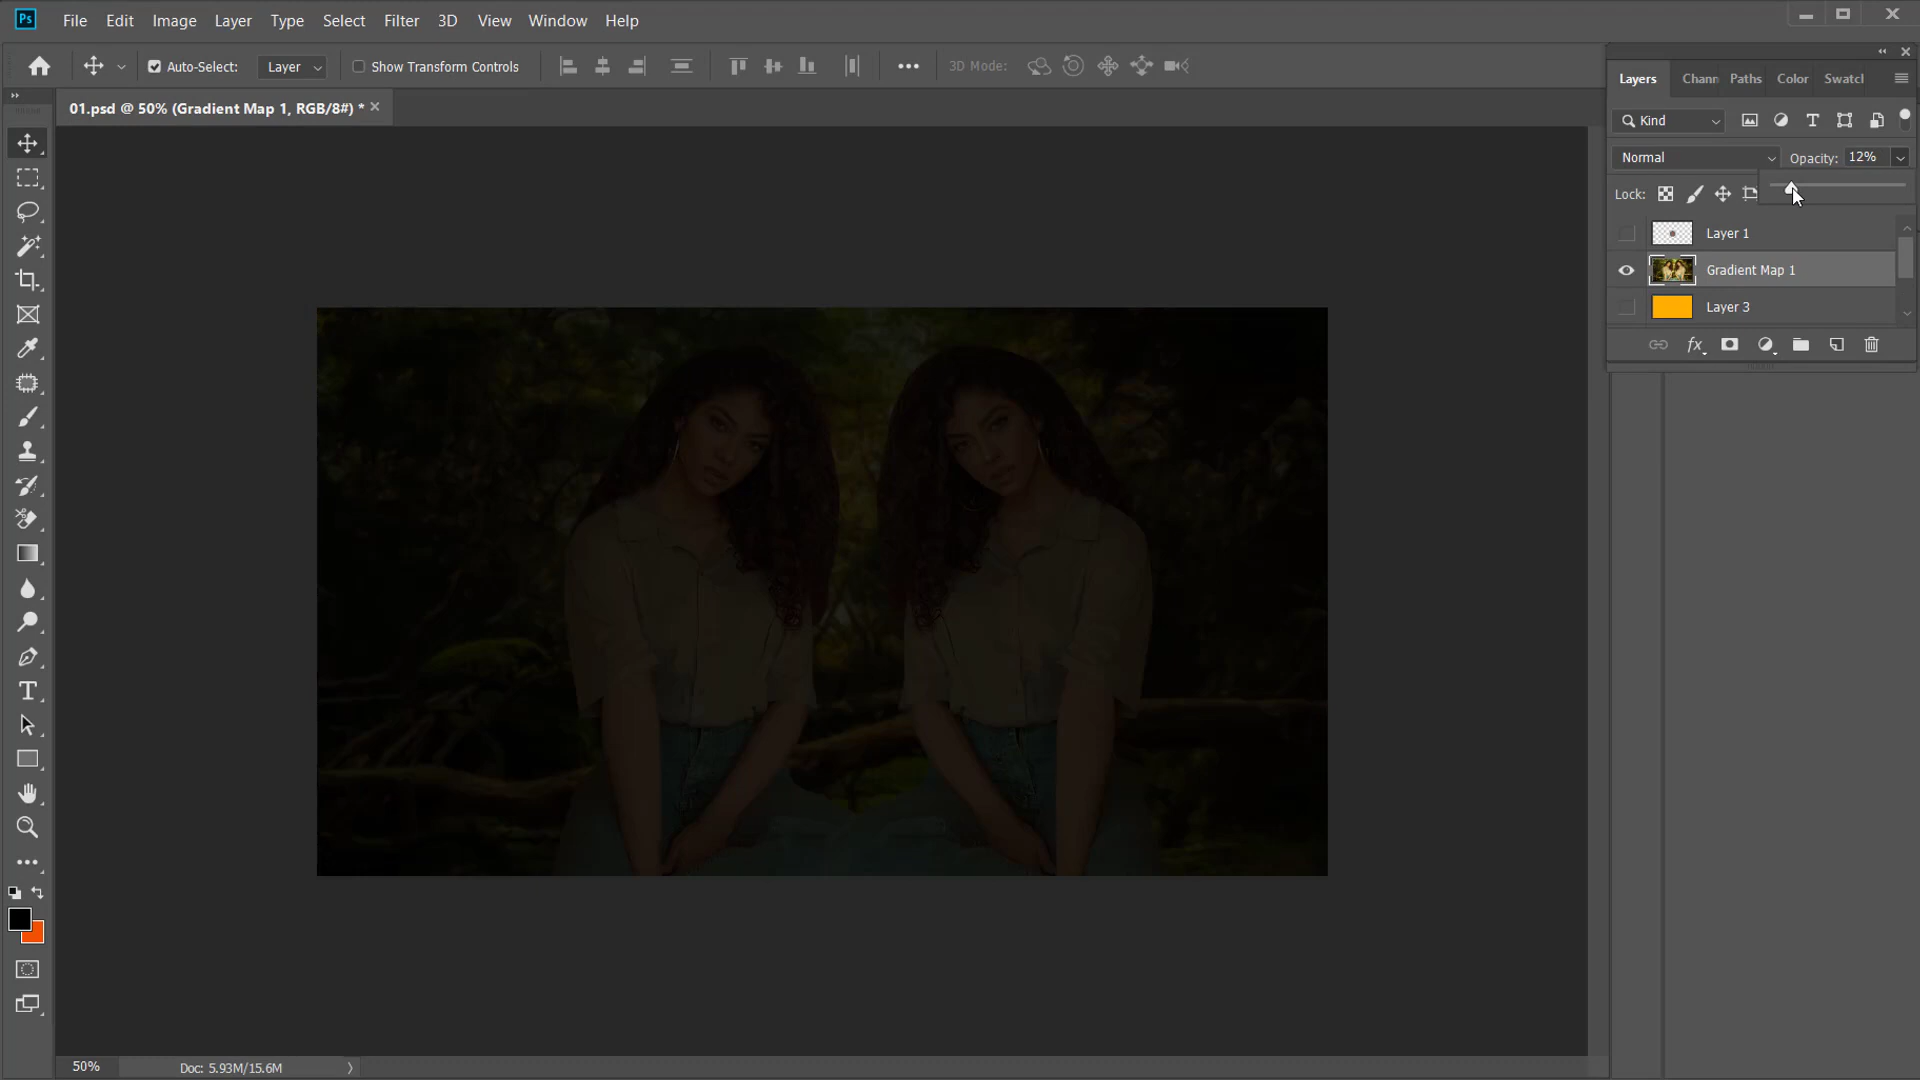 Ps File Edit Image Layer Type Select Filter 3D View Window Help
Auto-Select: Layer Show Transform Controls 3D Mode:
01.psd @ 50% (Gradient Map 1, RGB/8#) *
Layers Chann Paths Color Swatcl
Kind
Normal Opacity: 12%
Lock:
Layer 1
Gradient Map 1
Layer 3
fx
50% Doc: 5.93M/15.6M